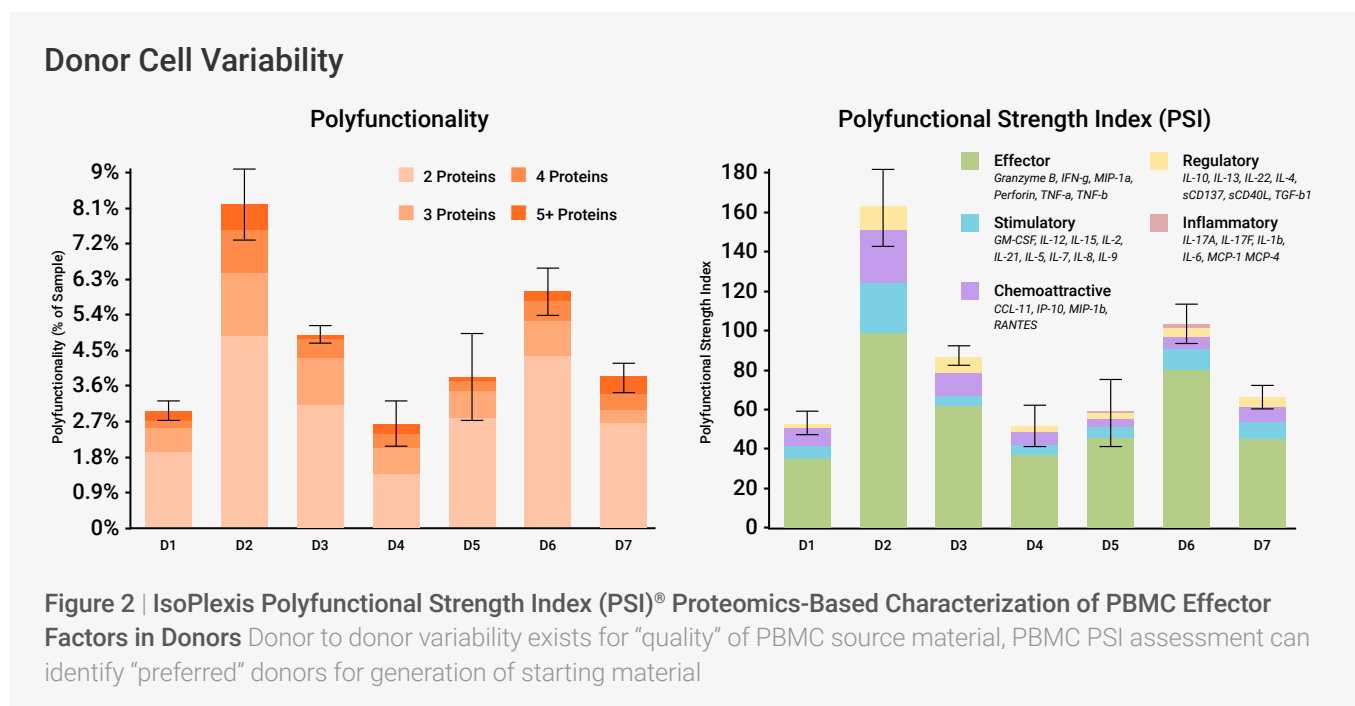 Donor Cell Variability
Polyfunctionality
Polyfunctionality (% of Sample)
9%
8.1%
7.2%
6.3%
5.4%
4.5%
3.6%
2.7%
1.8%
0.9%
0%
2 Proteins
4 Proteins
3 Proteins
5+ Proteins
D1 D2 D3 D4 D5 D6 D7
Polyfunctional Strength Index (PSI)
Polyfunctional Strength Index
180
160
140
120
100
80
60
40
20
0
Effector
Granzyme B, IFN-g, MIP-1a,
Perforin, TNF-a, TNF-b
Stimulatory
GM-CSF, IL-12, IL-15, IL-2,
IL-21, IL-5, IL-7, IL-8, IL-9
Chemoattractive
CCL-11, IP-10, MIP-1b,
RANTES
Regulatory
IL-10, IL-13, IL-22, IL-4,
sCD137, sCD40L, TGF-b1
Inflammatory
IL-17A, IL-17F, IL-1b,
IL-6, MCP-1 MCP-4
D1 D2 D3 D4 D5 D6 D7
Figure 2 | IsoPlexis Polyfunctional Strength Index (PSI)® Proteomics-Based Characterization of PBMC Effector
Factors in Donors Donor to donor variability exists for “quality” of PBMC source material, PBMC PSI assessment can
identify “preferred” donors for generation of starting material